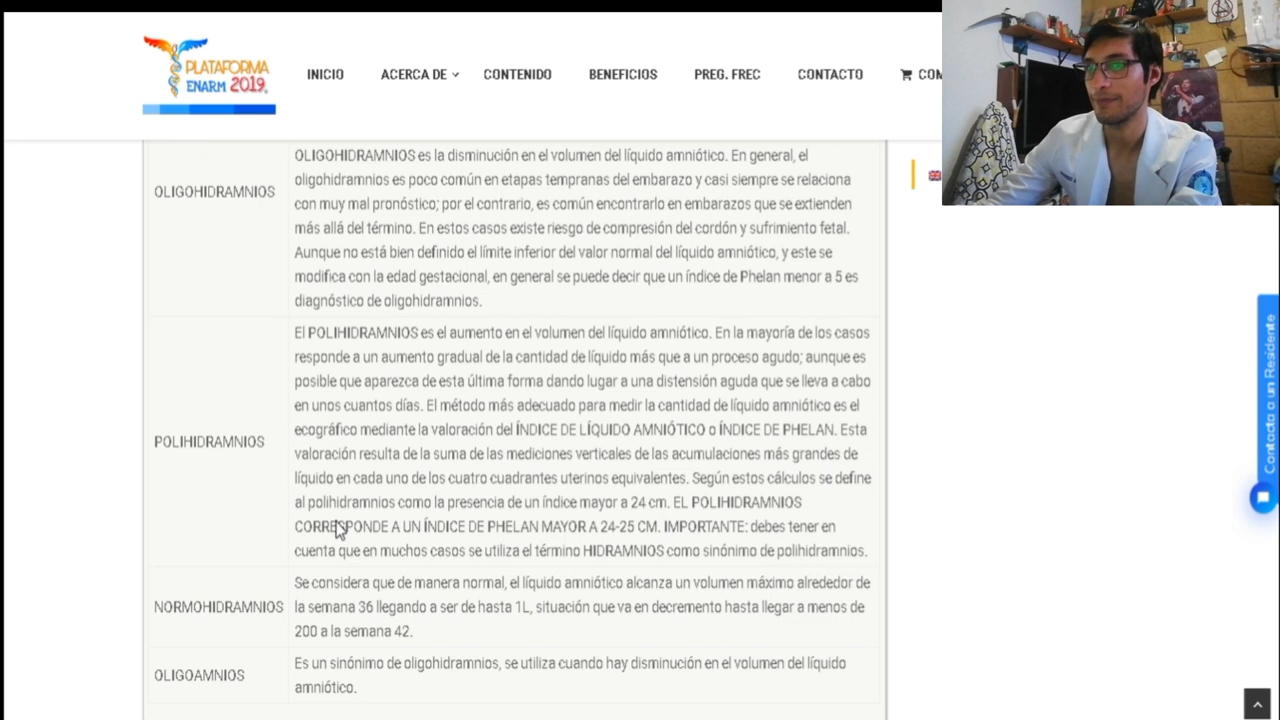 PLATAFORMA
ENARM 2019
INICIO
ACERCA DE
CONTENIDO
BENEFICIOS
PREG. FREC
CONTACTO
COM
OLIGOHIDRAMNIOS
OLIGOHIDRAMNIOS es la disminución en el volumen del líquido amniótico. En general, el
oligohidramnios es poco común en etapas tempranas del embarazo y casi siempre se relaciona
con muy mal pronóstico; por el contrario, es común encontrarlo en embarazos que se extienden
más allá del término. En estos casos existe riesgo de compresión del cordón y sufrimiento fetal.
Aunque no está bien definido el límite inferior del valor normal del líquido amniótico, y este se
modifica con la edad gestacional, en general se puede decir que un índice de Phelan menor a 5 es
diagnóstico de oligohidramnios.
POLIHIDRAMNIOS
El POLIHIDRAMNIOS es el aumento en el volumen del líquido amniótico. En la mayoría de los casos
responde a un aumento gradual de la cantidad de líquido más que a un proceso agudo; aunque es
posible que aparezca de esta última forma dando lugar a una distensión aguda que se lleva a cabo
en unos cuantos días. El método más adecuado para medir la cantidad de líquido amniótico es el
ecográfico mediante la valoración del ÍNDICE DE LÍQUIDO AMNIÓTICO o ÍNDICE DE PHELAN. Esta
valoración resulta de la suma de las mediciones verticales de las acumulaciones más grandes de
líquido en cada uno de los cuatro cuadrantes uterinos equivalentes. Según estos cálculos se define
al polihidramnios como la presencia de un índice mayor a 24 cm. EL POLIHIDRAMNIOS
CORRESPONDE A UN ÍNDICE DE PHELAN MAYOR A 24-25 CM. IMPORTANTE: debes tener en
cuenta que en muchos casos se utiliza el término HIDRAMNIOS como sinónimo de polihidramnios.
NORMOHIDRAMNIOS
Se considera que de manera normal, el líquido amniótico alcanza un volumen máximo alrededor de
la semana 36 llegando a ser de hasta 1L, situación que va en decremento hasta llegar a menos de
200 a la semana 42.
OLIGOAMNIOS
Es un sinónimo de oligohidramnios, se utiliza cuando hay disminución en el volumen del líquido
amniótico.
Contacta a un Residente